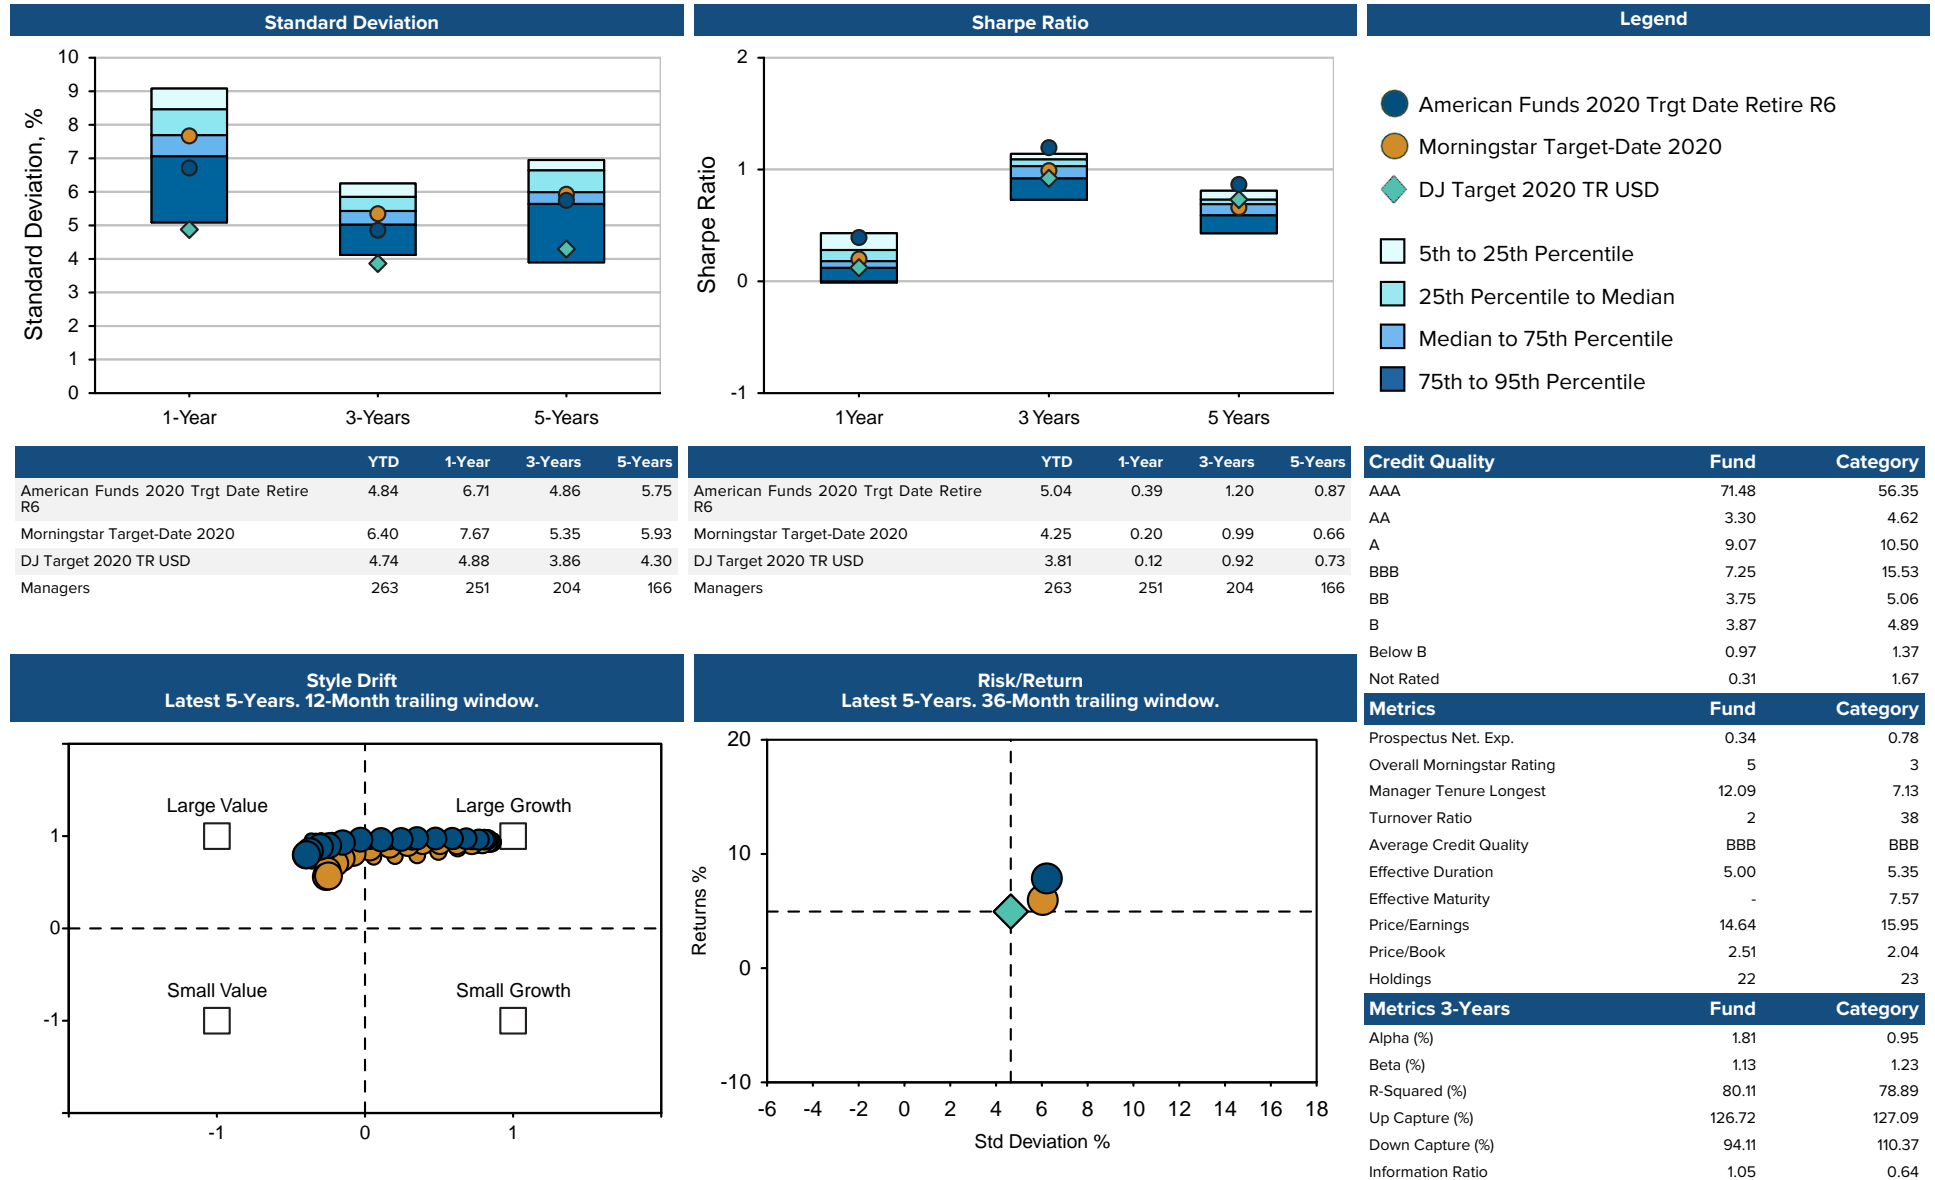 Standard Deviation
10
9
8
7
6
5
4
3
2
1
0
Standard Deviation, %
1-Year 3-Years 5-Years
Sharpe Ratio
2
1
0
-1
Sharpe Ratio
1 Year 3 Years 5 Years
Legend
American Funds 2020 Trgt Date Retire R6
Morningstar Target-Date 2020
DJ Target 2020 TR USD
5th to 25th Percentile
25th Percentile to Median
Median to 75th Percentile
75th to 95th Percentile
YTD 1-Year 3-Years 5-Years
American Funds 2020 Trgt Date Retire 4.84 6.71 4.86 5.75
R6
Morningstar Target-Date 2020 6.40 7.67 5.35 5.93
DJ Target 2020 TR USD 4.74 4.88 3.86 4.30
Managers 263 251 204 166
YTD 1-Year 3-Years 5-Years
American Funds 2020 Trgt Date Retire 5.04 0.39 1.20 0.87
R6
Morningstar Target-Date 2020 4.25 0.20 0.99 0.66
DJ Target 2020 TR USD 3.81 0.12 0.92 0.73
Managers 263 251 204 166
Credit Quality Fund Category
AAA 71.48 56.35
AA 3.30 4.62
A 9.07 10.50
BBB 7.25 15.53
BB 3.75 5.06
B 3.87 4.89
Below B 0.97 1.37
Not Rated 0.31 1.67
Metrics Fund Category
Prospectus Net. Exp. 0.34 0.78
Overall Morningstar Rating 5 3
Manager Tenure Longest 12.09 7.13
Turnover Ratio 2 38
Average Credit Quality BBB BBB
Effective Duration 5.00 5.35
Effective Maturity - 7.57
Price/Earnings 14.64 15.95
Price/Book 2.51 2.04
Holdings 22 23
Metrics 3-Years Fund Category
Alpha (%) 1.81 0.95
Beta (%) 1.13 1.23
R-Squared (%) 80.11 78.89
Up Capture (%) 126.72 127.09
Down Capture (%) 94.11 110.37
Information Ratio 1.05 0.64
Style Drift
Latest 5-Years. 12-Month trailing window.
Large Value Large Growth
1
0
Small Value Small Growth
-1
-1 0 1
Risk/Return
Latest 5-Years. 36-Month trailing window.
20
10
0
-10
Returns %
-6 -4 -2 0 2 4 6 8 10 12 14 16 18
Std Deviation %